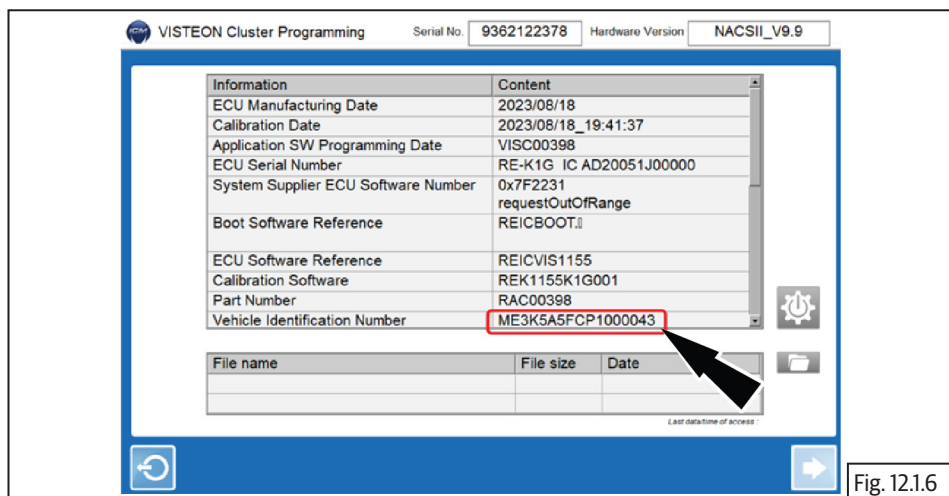 ICM VISTEON Cluster Programming Serial No. 9362122378 Hardware Version NACSII_V9.9
Information Content
ECU Manufacturing Date 2023/08/18
Calibration Date 2023/08/18_19:41:37
Application SW Programming Date VISC00398
ECU Serial Number RE-K1G IC AD20051J00000
System Supplier ECU Software Number 0x7F2231
requestOutOfRange
Boot Software Reference REICBOOT.▯
ECU Software Reference REICVIS1155
Calibration Software REK1155K1G001
Part Number RAC00398
Vehicle Identification Number ME3K5A5FCP1000043
File name File size Date
Last data/time of access :
Fig. 12.1.6